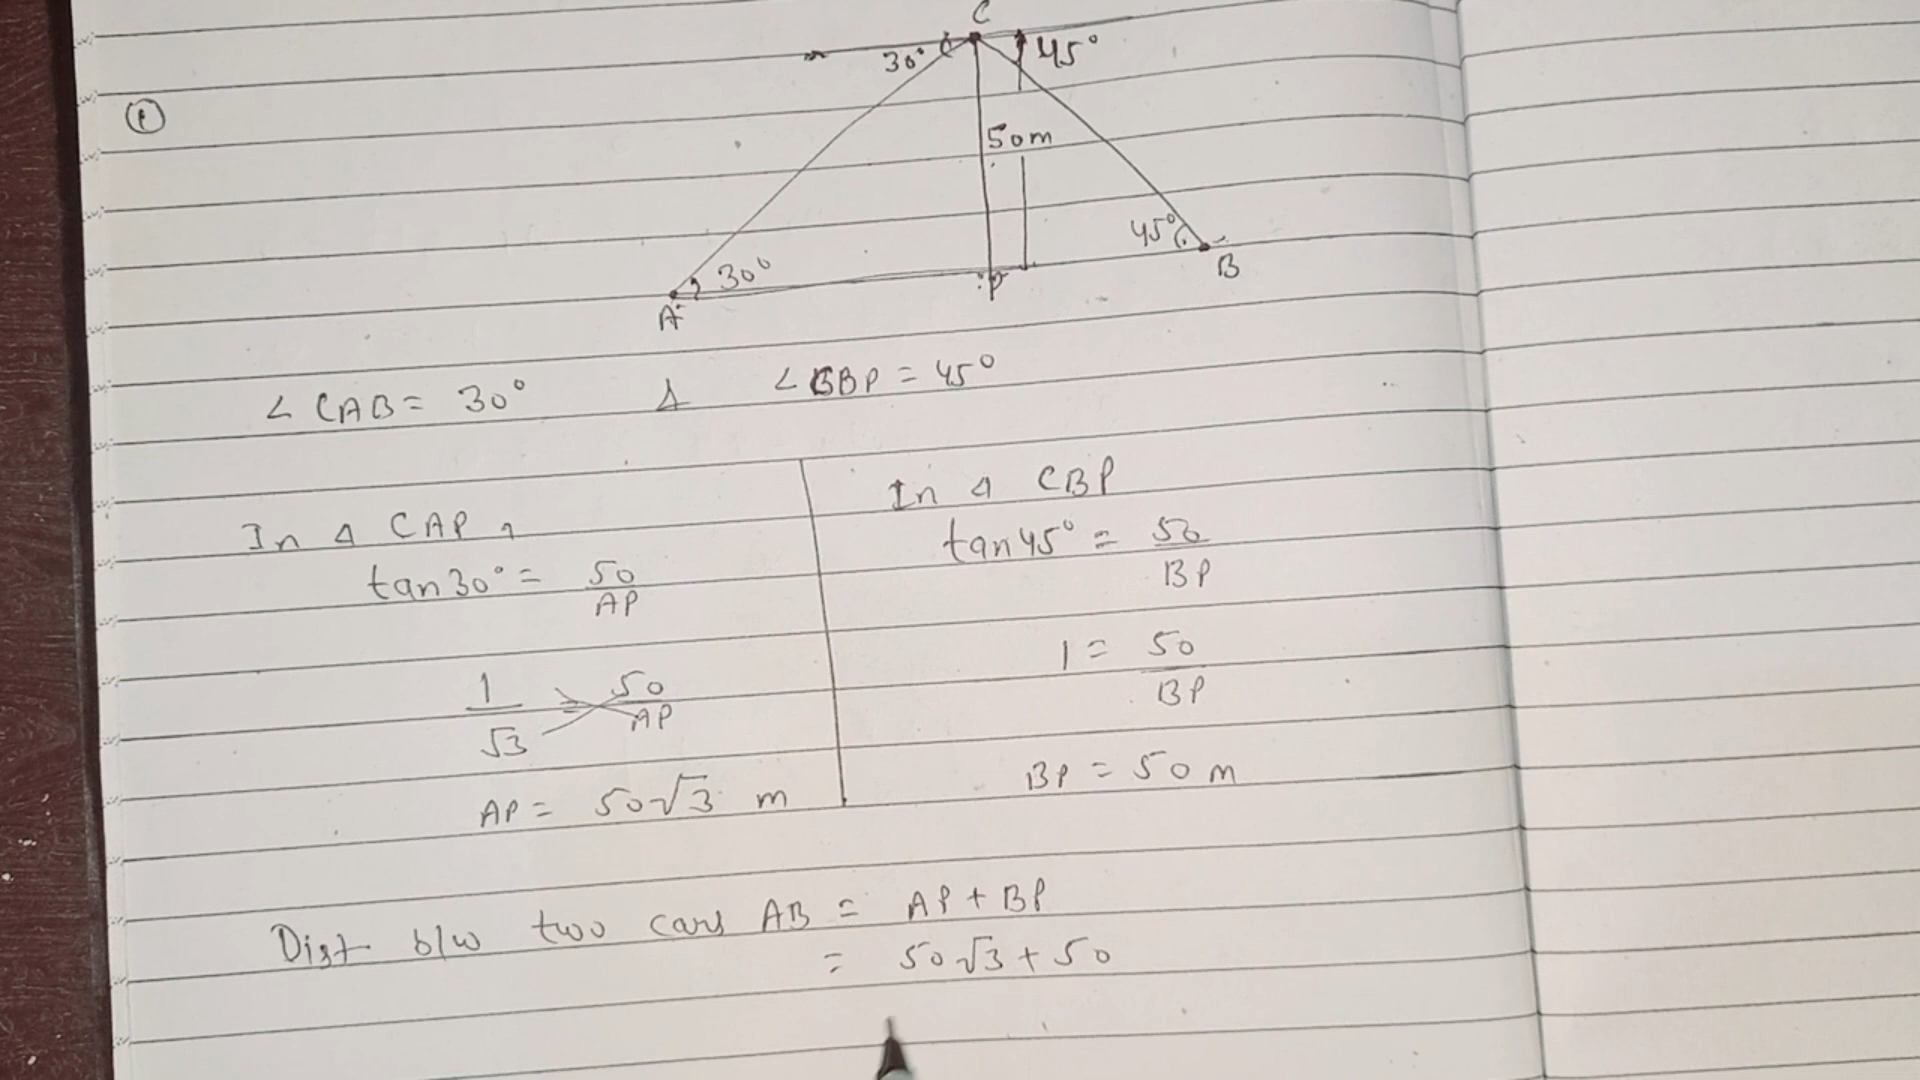 C
30° 45°
①
50m
45°
30°
P
B
A
∠CAB = 30° & ∠CBP = 45°
In Δ CAP,
tan30° = 50/AP
1/√3 = 50/AP
AP = 50√3 m
In Δ CBP
tan45° = 50/BP
1 = 50/BP
BP = 50 m
Dist b/w two cars AB = AP + BP
= 50√3 + 50